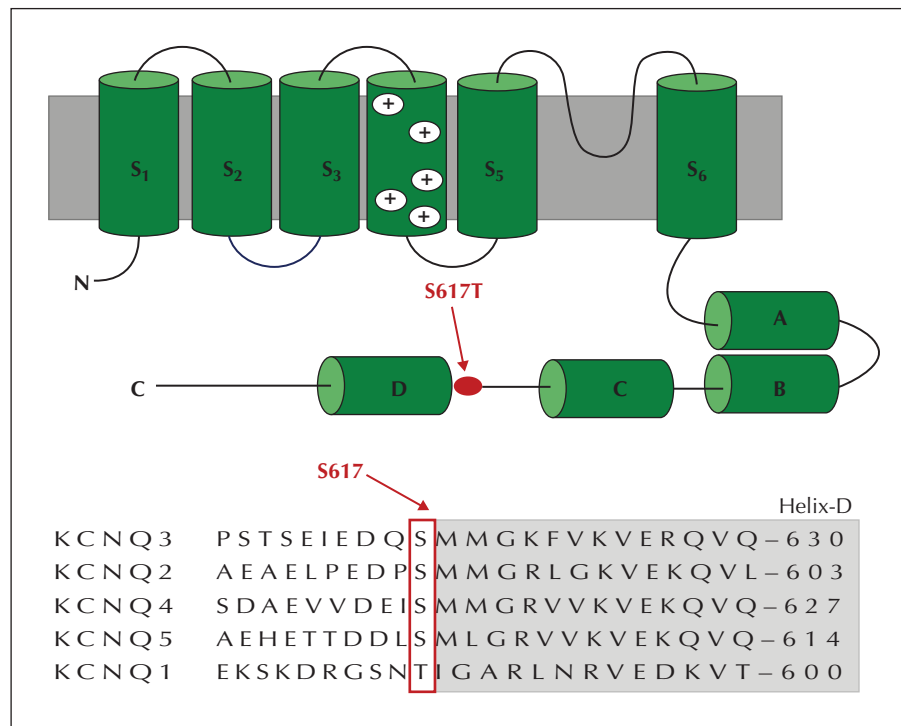 S1 S2 S3 + + + + + S5 S6
N
S617T
A
C D C B
S617
Helix-D
KCNQ3 PSTSEIEDQSMMGKFVKVERQVQ–630
KCNQ2 AEAELPEDPSMMGRLGKVEKQVL–603
KCNQ4 SDAEVVDEISMMGRVVKVEKQVQ–627
KCNQ5 AEHETTDDLSMLGRVVKVEKQVQ–614
KCNQ1 EKSKDRGSNTIGARLNRVEDKVT–600